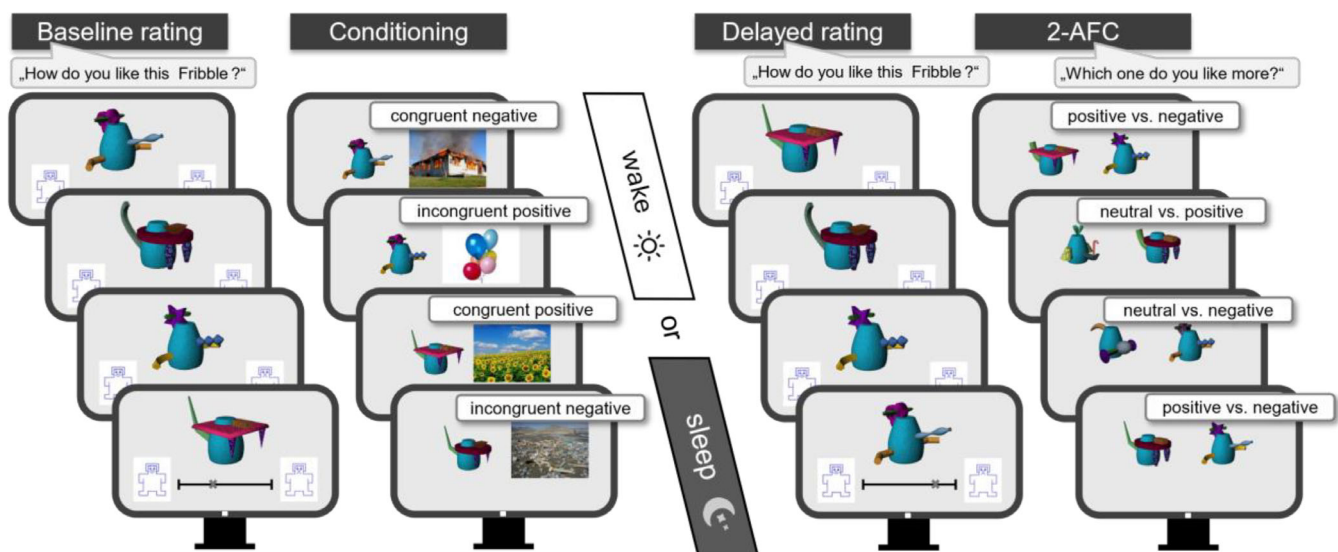 Baseline rating
„How do you like this Fribble?“
Conditioning
congruent negative
incongruent positive
congruent positive
incongruent negative
wake
or
sleep
Delayed rating
„How do you like this Fribble?“
2-AFC
„Which one do you like more?“
positive vs. negative
neutral vs. positive
neutral vs. negative
positive vs. negative